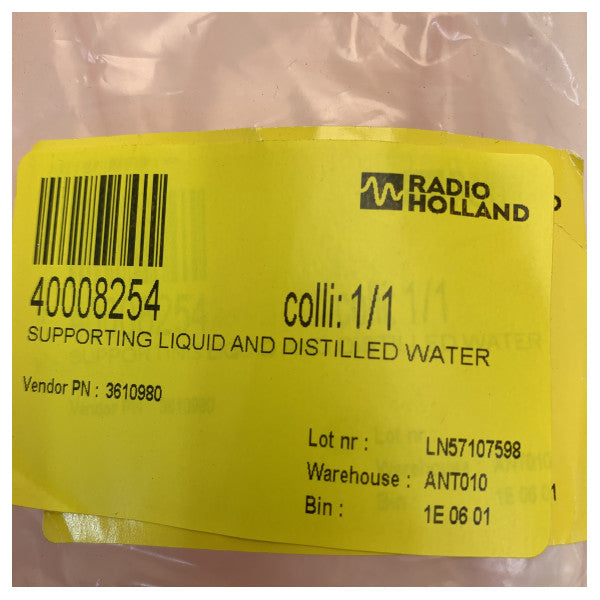 RADIO
HOLLAND
40008254 colli: 1/1
SUPPORTING LIQUID AND DISTILLED WATER
Vendor PN : 3610980
Lot nr : LN57107598
Warehouse : ANT010
Bin : 1E 06 01